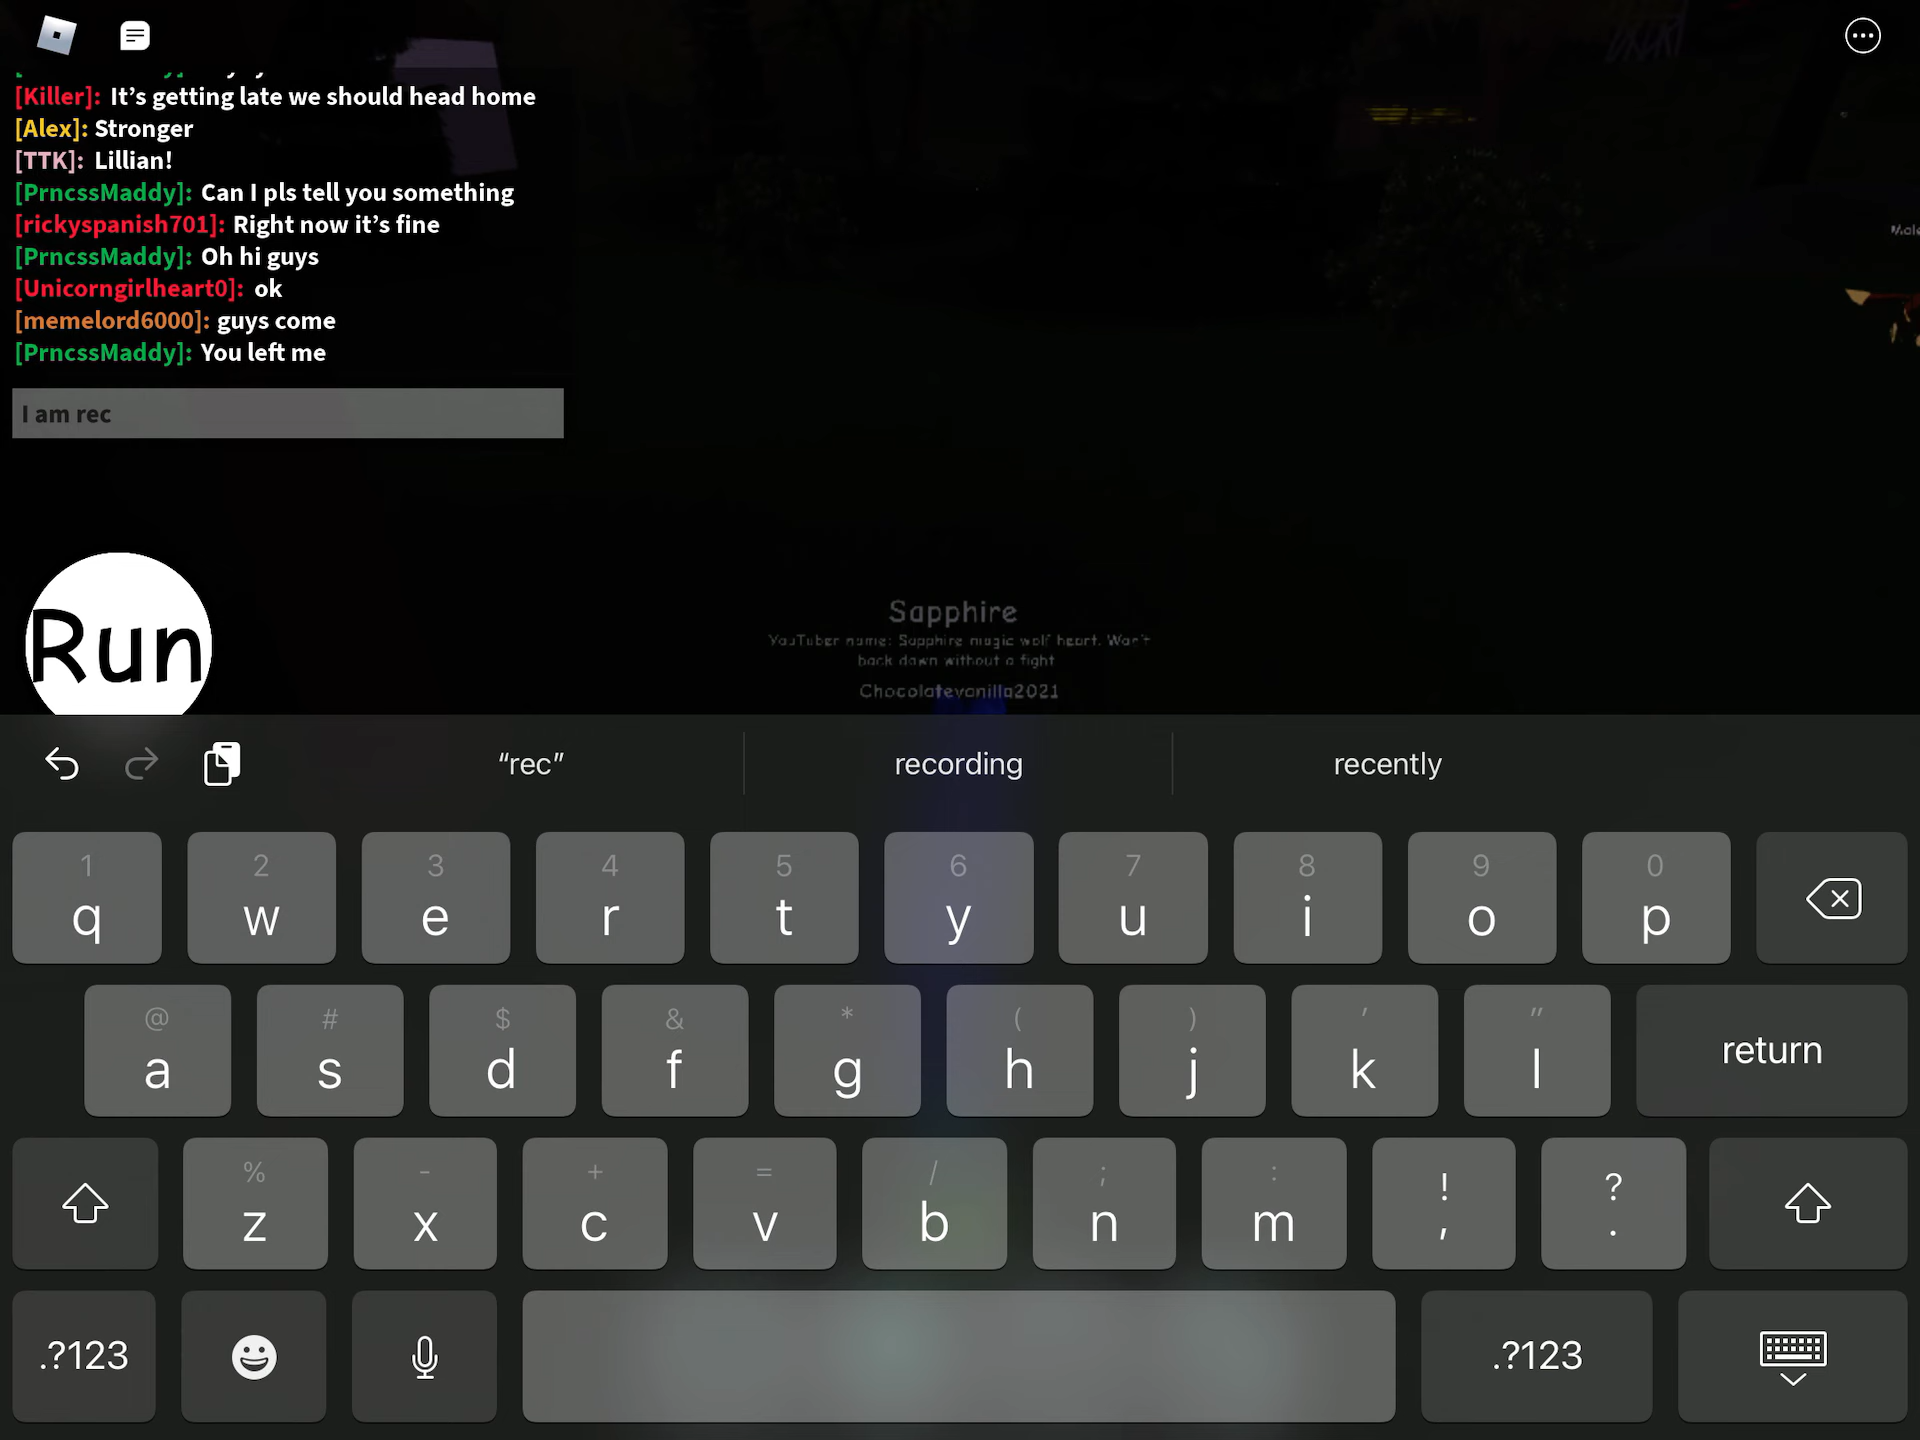 [Killer]: It’s getting late we should head home
[Alex]: Stronger
[TTK]: Lillian!
[PrncssMaddy]: Can I pls tell you something
[rickyspanish701]: Right now it’s fine
[PrncssMaddy]: Oh hi guys
[Unicorngirlheart0]: ok
[memelord6000]: guys come
[PrncssMaddy]: You left me
I am rec
Run
Sapphire
YouTuber name: Sapphire magic wolf heart. Won't
back down without a fight
Chocolatevanilla2021
“rec” recording recently
1 2 3 4 5 6 7 8 9 0
q w e r t y u i o p
@ # $ & * ( ) ' "
a s d f g h j k l return
% - + = / ; : ! ?
z x c v b n m , .
.?123 .?123